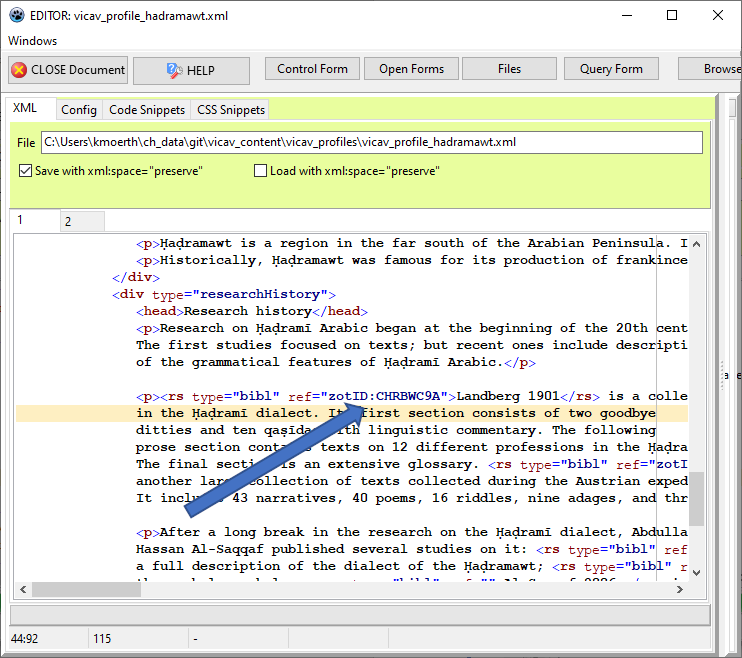 EDITOR: vicav_profile_hadramawt.xml
Windows
CLOSE Document HELP Control Form Open Forms Files Query Form Browse
XML Config Code Snippets CSS Snippets
File C:\Users\kmoerth\ch_data\git\vicav_content\vicav_profiles\vicav_profile_hadramawt.xml
Save with xml:space="preserve" Load with xml:space="preserve"
1 2
<p>Ḥaḍramawt is a region in the far south of the Arabian Peninsula. I
<p>Historically, Ḥaḍramawt was famous for its production of frankince
</div>
<div type="researchHistory">
<head>Research history</head>
<p>Research on Ḥaḍramī Arabic began at the beginning of the 20th cent
The first studies focused on texts; but recent ones include descripti
of the grammatical features of Ḥaḍramī Arabic.</p>
<p><rs type="bibl" ref="zotID:CHRBWC9A">Landberg 1901</rs> is a colle
in the Ḥaḍramī dialect. first section consists of two goodbye
ditties and ten qaṣīda linguistic commentary. The following
prose section texts on 12 different professions in the Ḥaḍra
The final section is an extensive glossary. <rs type="bibl" ref="zotI
another collection of texts collected during the Austrian exped
It 43 narratives, 40 poems, 16 riddles, nine adages, and thr
<p>After a long break in the research on the Ḥaḍramī dialect, Abdulla
Hassan Al-Saqqaf published several studies on it: <rs type="bibl" ref
a full description of the dialect of the Ḥaḍramawt; <rs type="bibl" r
44:92 115 -